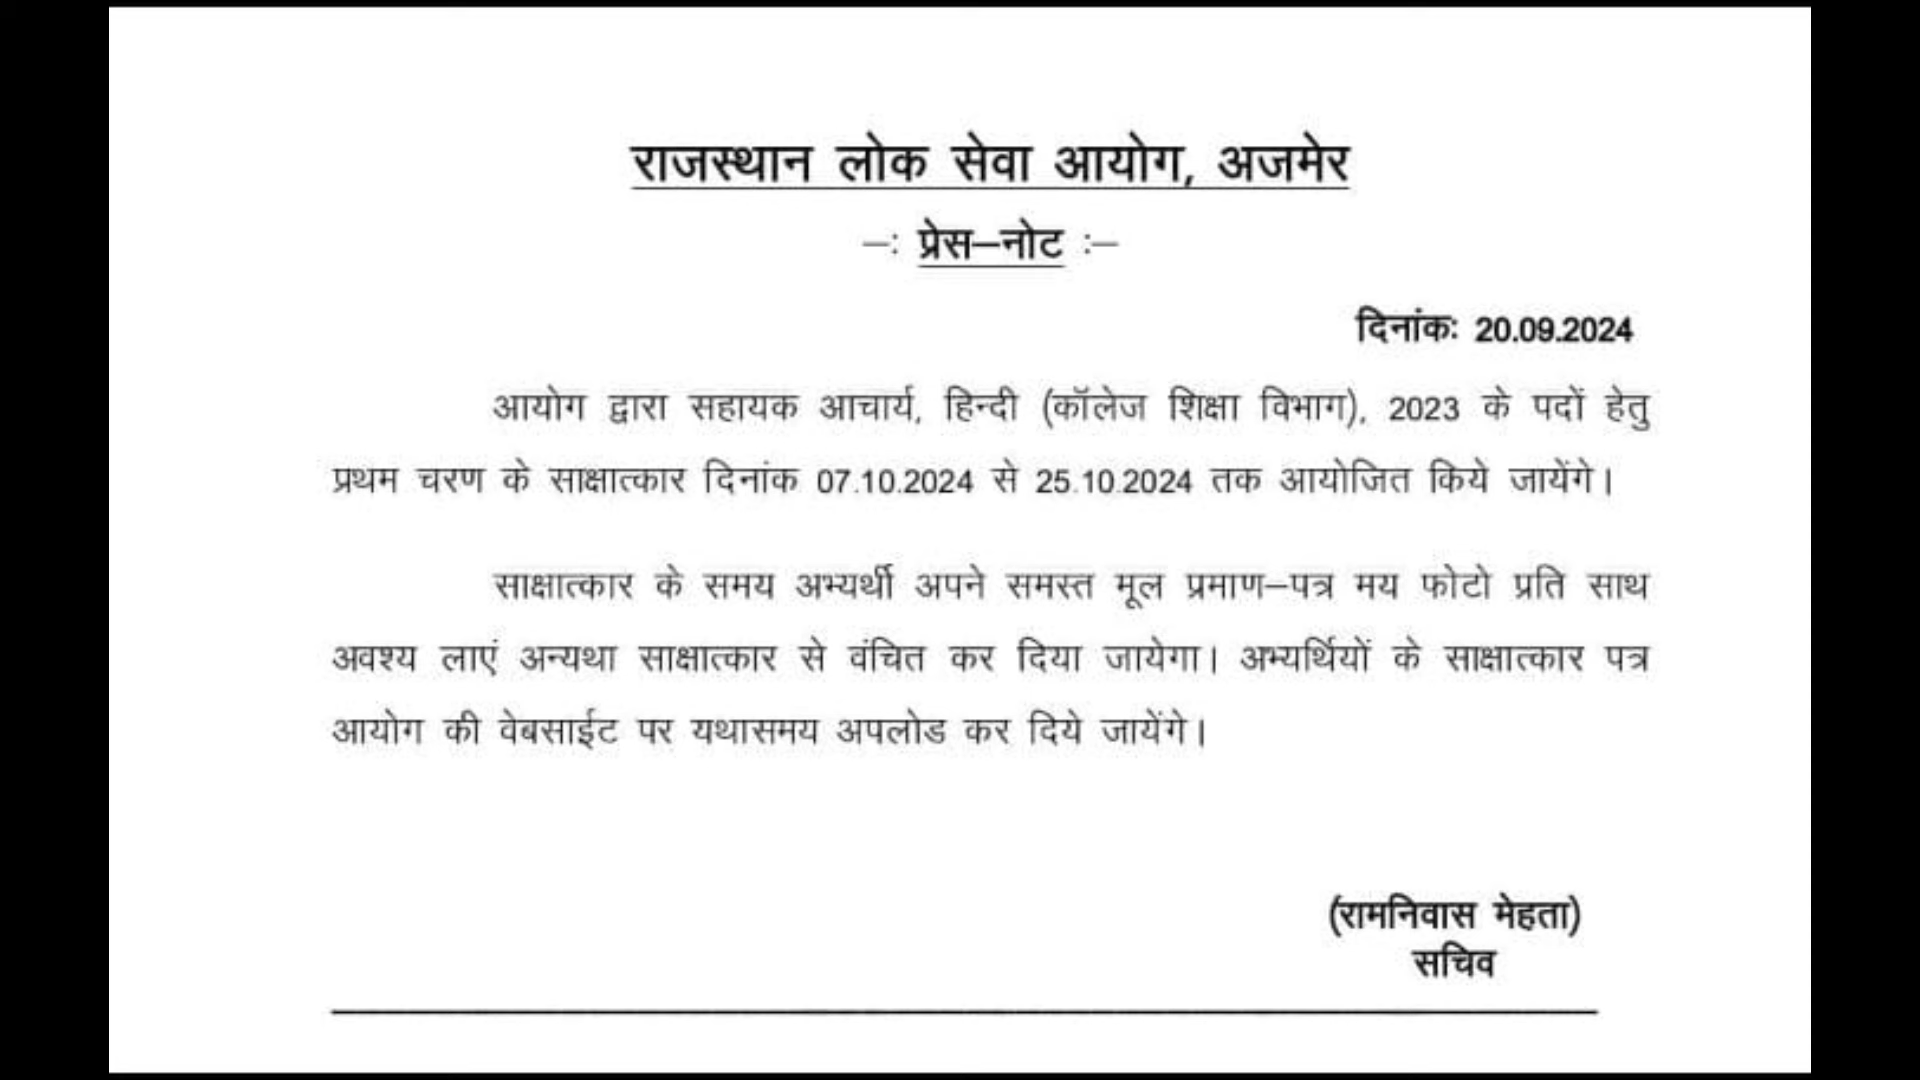 राजस्थान लोक सेवा आयोग, अजमेर
–: प्रेस–नोट :–
दिनांक: 20.09.2024
आयोग द्वारा सहायक आचार्य, हिन्दी (कॉलेज शिक्षा विभाग), 2023 के पदों हेतु
प्रथम चरण के साक्षात्कार दिनांक 07.10.2024 से 25.10.2024 तक आयोजित किये जायेंगे।
साक्षात्कार के समय अभ्यर्थी अपने समस्त मूल प्रमाण–पत्र मय फोटो प्रति साथ
अवश्य लाएं अन्यथा साक्षात्कार से वंचित कर दिया जायेगा। अभ्यर्थियों के साक्षात्कार पत्र
आयोग की वेबसाईट पर यथासमय अपलोड कर दिये जायेंगे।
(रामनिवास मेहता)
सचिव